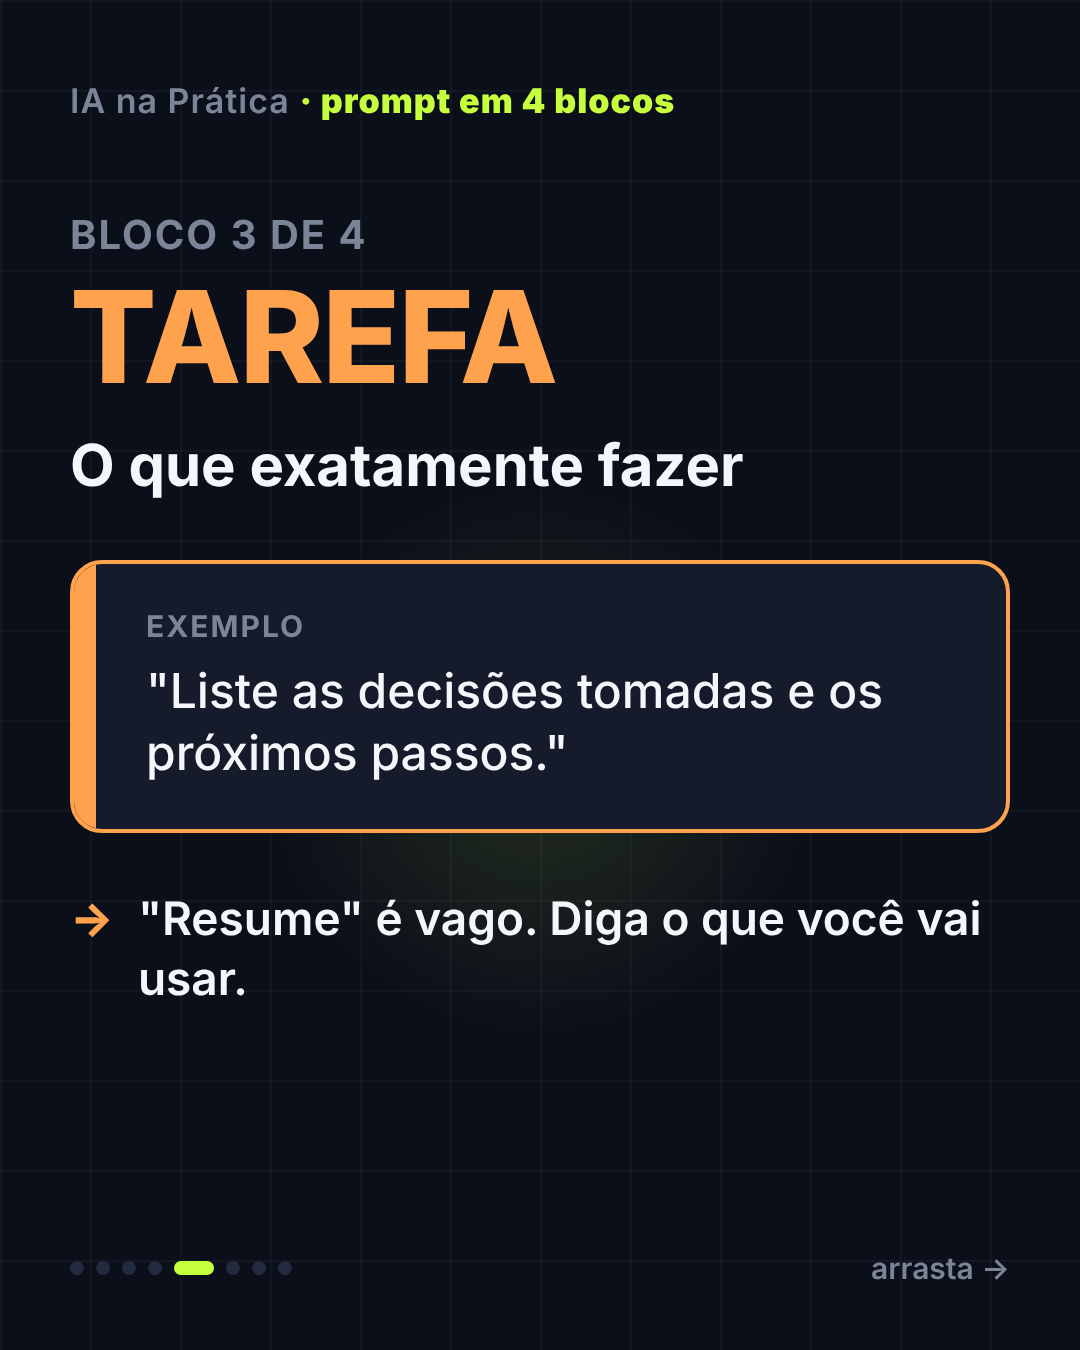 IA na Prática · prompt em 4 blocos
BLOCO 3 DE 4
TAREFA
O que exatamente fazer
EXEMPLO
"Liste as decisões tomadas e os
próximos passos."
→ "Resume" é vago. Diga o que você vai
usar.
arrasta →